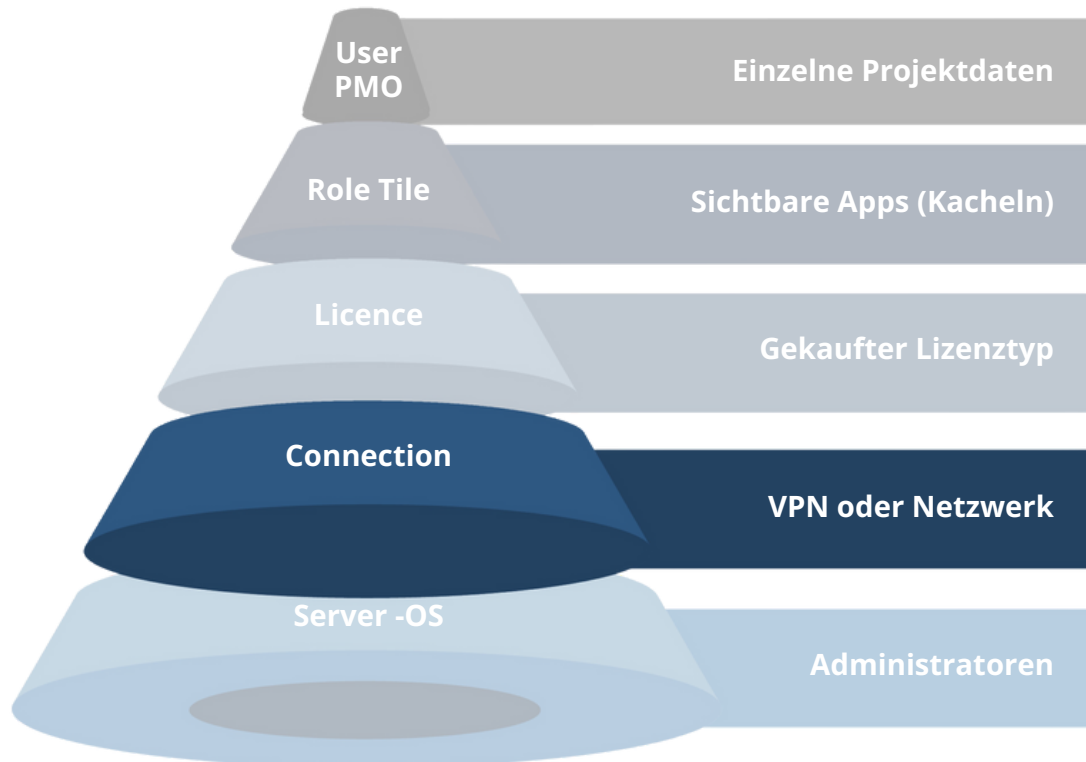 User
PMO
Einzelne Projektdaten
Role Tile
Sichtbare Apps (Kacheln)
Licence
Gekaufter Lizenztyp
Connection
VPN oder Netzwerk
Server -OS
Administratoren